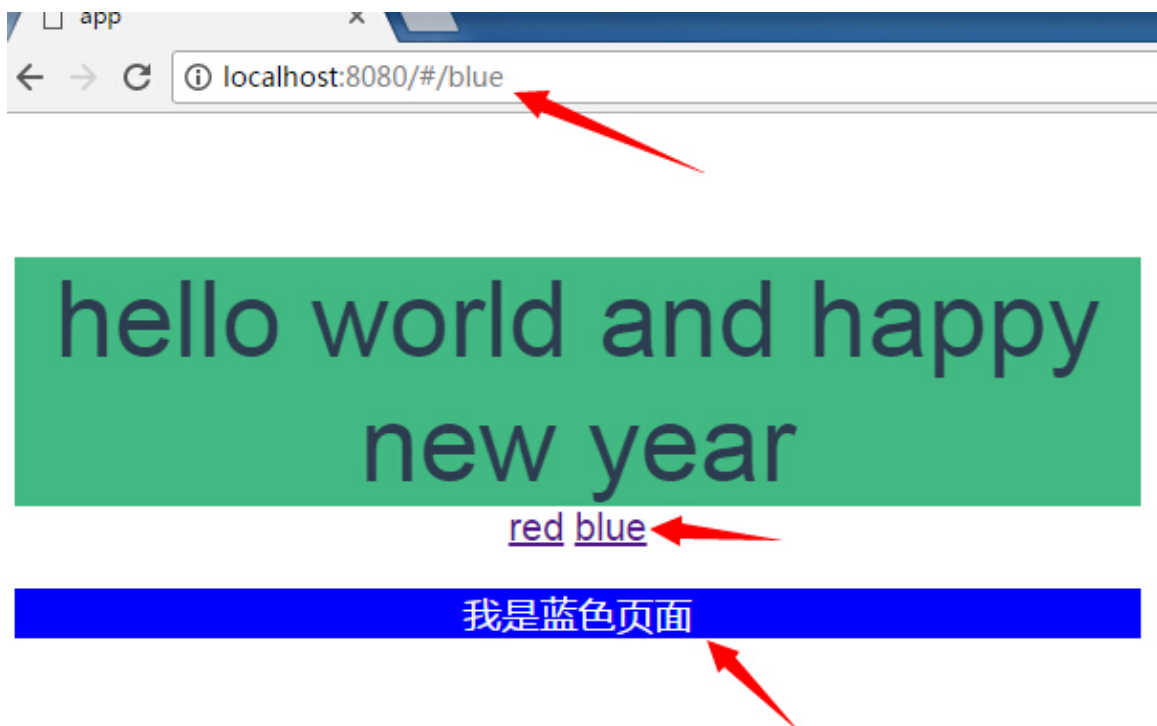 app
localhost:8080/#/blue
hello world and happy
new year
red blue
我是蓝色页面